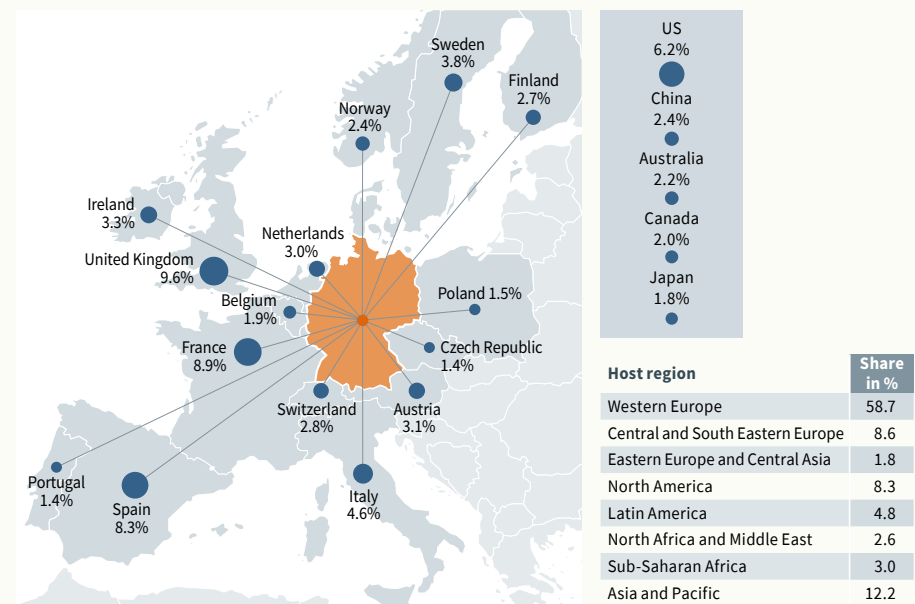 Sweden
3.8%
Finland
2.7%
Norway
2.4%
Ireland
3.3%
Netherlands
3.0%
United Kingdom
9.6%
Belgium
1.9%
Poland 1.5%
France
8.9%
Czech Republic
1.4%
Switzerland
2.8%
Austria
3.1%
Portugal
1.4%
Spain
8.3%
Italy
4.6%
US
6.2%
China
2.4%
Australia
2.2%
Canada
2.0%
Japan
1.8%
Host region Share
in %
Western Europe 58.7
Central and South Eastern Europe 8.6
Eastern Europe and Central Asia 1.8
North America 8.3
Latin America 4.8
North Africa and Middle East 2.6
Sub-Saharan Africa 3.0
Asia and Pacific 12.2